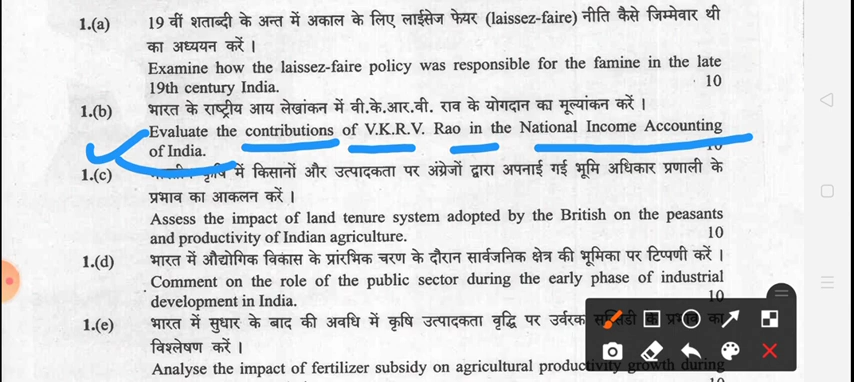 1.(a) 19 वीं शताब्दी के अन्त में अकाल के लिए लाईसेज फेयर (laissez-faire) नीति कैसे जिम्मेवार थी
का अध्ययन करें ।
Examine how the laissez-faire policy was responsible for the famine in the late
19th century India. 10
1.(b) भारत के राष्ट्रीय आय लेखांकन में वी.के.आर.वी. राव के योगदान का मूल्यांकन करें ।
Evaluate the contributions of V.K.R.V. Rao in the National Income Accounting
of India. 10
1.(c) में किसानों और उत्पादकता पर अंग्रेजों द्वारा अपनाई गई भूमि अधिकार प्रणाली के
प्रभाव का आकलन करें ।
Assess the impact of land tenure system adopted by the British on the peasants
and productivity of Indian agriculture. 10
1.(d) भारत में औद्योगिक विकास के प्रांरभिक चरण के दौरान सार्वजनिक क्षेत्र की भूमिका पर टिप्पणी करें ।
Comment on the role of the public sector during the early phase of industrial
development in India. 10
1.(e) भारत में सुधार के बाद की अवधि में कृषि उत्पादकता वृद्धि पर उर्वरक का
विश्लेषण करें ।
Analyse the impact of fertilizer subsidy on agricultural productivity growth during
10